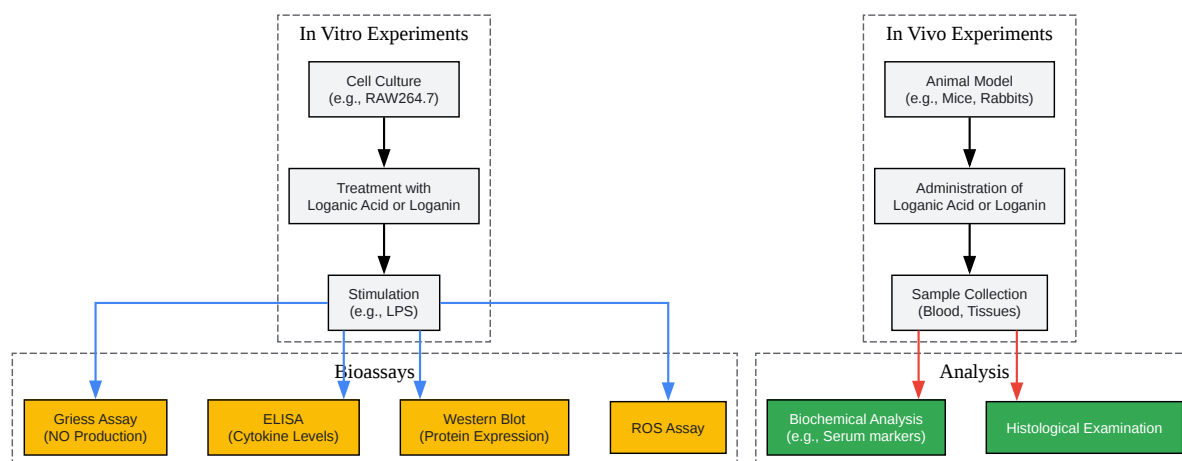 In Vitro Experiments
Cell Culture
(e.g., RAW264.7)
Treatment with
Loganic Acid or Loganin
Stimulation
(e.g., LPS)
Bioassays
Griess Assay
(NO Production)
ELISA
(Cytokine Levels)
Western Blot
(Protein Expression)
ROS Assay
In Vivo Experiments
Animal Model
(e.g., Mice, Rabbits)
Administration of
Loganic Acid or Loganin
Sample Collection
(Blood, Tissues)
Analysis
Biochemical Analysis
(e.g., Serum markers)
Histological Examination